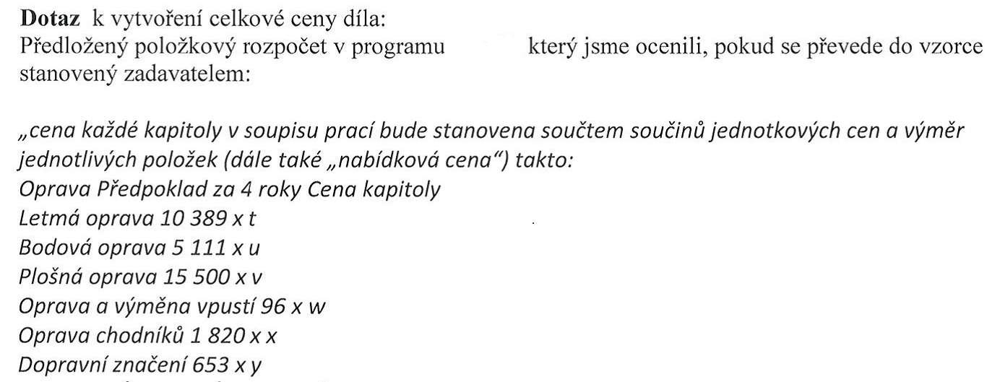 Dotaz k vytvoření celkové ceny díla:
Předložený položkový rozpočet v programu který jsme ocenili, pokud se převede do vzorce
stanovený zadavatelem:
„cena každé kapitoly v soupisu prací bude stanovena součtem součinů jednotkových cen a výměr
jednotlivých položek (dále také „nabídková cena“) takto:
Oprava Předpoklad za 4 roky Cena kapitoly
Letmá oprava 10 389 x t
Bodová oprava 5 111 x u
Plošná oprava 15 500 x v
Oprava a výměna vpustí 96 x w
Oprava chodníků 1 820 x x
Dopravní značení 653 x y